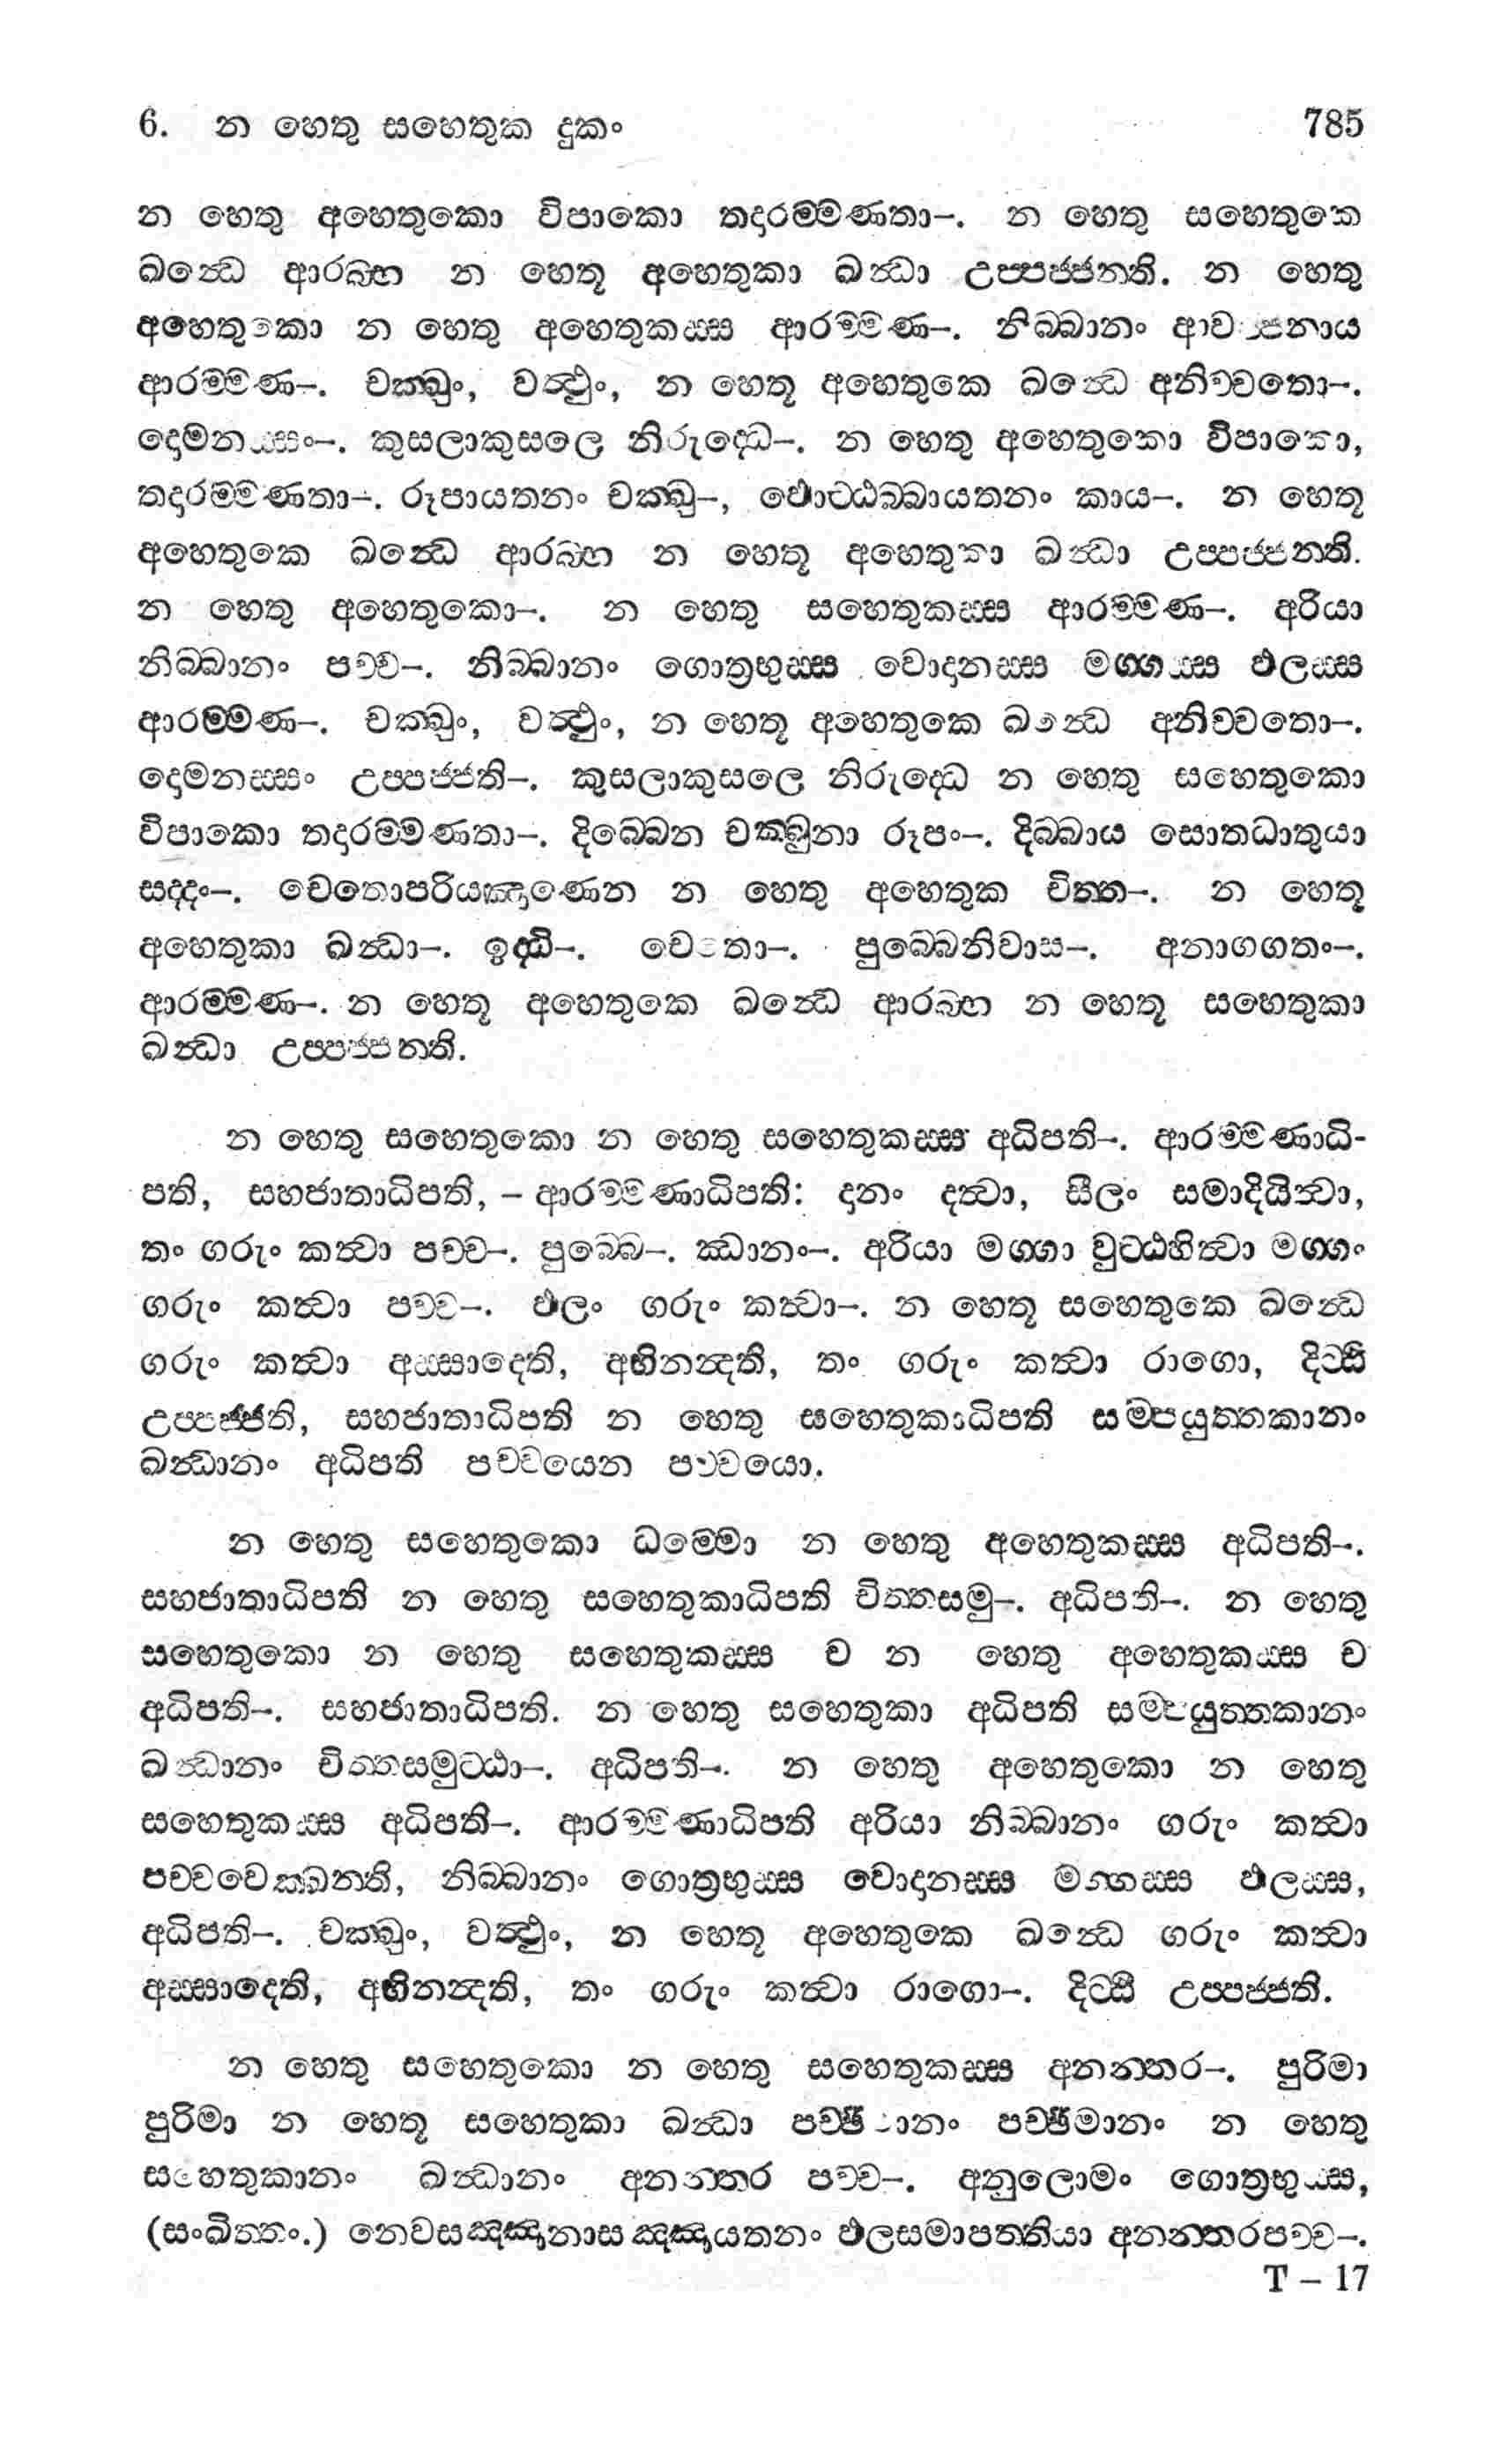 6. න හෙතු සහෙතුක දුකං 785
න හෙතු අහෙතුකො විපාකො තදාරම්මණතා–. න හෙතු සහෙතුකෙ
ඛන්ධෙ ආරබ්භ න හෙතූ අහෙතුකා ඛන්ධා උප්පජ්ජන්ති. න හෙතු
අහෙතුකො න හෙතු අහෙතුකස්ස ආරම්මණ–. නිබ්බානං ආවජ්ජනාය
ආරම්මණ–. චක්ඛුං, වත්ථුං, න හෙතූ අහෙතුකෙ ඛන්ධෙ අනිච්චතො–.
දොමනස්සං–. කුසලාකුසලෙ නිරුද්ධෙ–. න හෙතු අහෙතුකො විපාකො,
තදාරම්මණතා–. රූපායතනං චක්ඛු–, ඵොට්ඨබ්බායතනං කාය–. න හෙතූ
අහෙතුකෙ ඛන්ධෙ ආරබ්භ න හෙතූ අහෙතුකා ඛන්ධා උප්පජ්ජන්ති.
න හෙතු අහෙතුකො–. න හෙතු සහෙතුකස්ස ආරම්මණ–. අරියා
නිබ්බානං පච්ච–. නිබ්බානං ගොත්‍රභුස්ස වොදානස්ස මග්ගස්ස ඵලස්ස
ආරම්මණ–. චක්ඛුං, වත්ථුං, න හෙතූ අහෙතුකෙ ඛන්ධෙ අනිච්චතො–.
දොමනස්සං උප්පජ්ජති–. කුසලාකුසලෙ නිරුද්ධෙ න හෙතු සහෙතුකො
විපාකො තදාරම්මණතා–. දිබ්බෙන චක්ඛුනා රූපං–. දිබ්බාය සොතධාතුයා
සද්දං–. චෙතොපරියඤාණෙන න හෙතු අහෙතුක චිත්ත–. න හෙතූ
අහෙතුකා ඛන්ධා–. ඉද්ධි–. චෙතො–. පුබ්බෙනිවාස–. අනාගගතං–.
ආරම්මණ–. න හෙතූ අහෙතුකෙ ඛන්ධෙ ආරබ්භ න හෙතූ සහෙතුකා
ඛන්ධා උප්පජ්ජන්ති.
න හෙතු සහෙතුකො න හෙතු සහෙතුකස්ස අධිපති–. ආරම්මණාධි-
පති, සහජාතාධිපති, – ආරම්මණාධිපති: දානං දත්වා, සීලං සමාදියිත්වා,
තං ගරුං කත්වා පච්ච–. පුබ්බෙ–. ඣානං–. අරියා මග්ගා වුට්ඨහිත්වා මග්ගං
ගරුං කත්වා පච්ච–. ඵලං ගරුං කත්වා–. න හෙතූ සහෙතුකෙ ඛන්ධෙ
ගරුං කත්වා අස්සාදෙති, අභිනන්දති, තං ගරුං කත්වා රාගො, දිට්ඨි
උප්පජ්ජති, සහජාතාධිපති න හෙතු සහෙතුකාධිපති සම්පයුත්තකානං
ඛන්ධානං අධිපති පච්චයෙන පච්චයො.
න හෙතු සහෙතුකො ධම්මො න හෙතු අහෙතුකස්ස අධිපති–.
සහජාතාධිපති න හෙතු සහෙතුකාධිපති චිත්තසමු–. අධිපති–. න හෙතු
සහෙතුකො න හෙතු සහෙතුකස්ස ච න හෙතු අහෙතුකස්ස ච
අධිපති–. සහජාතාධිපති. න හෙතු සහෙතුකා අධිපති සම්පයුත්තකානං
ඛන්ධානං චිත්තසමුට්ඨා–. අධිපති–. න හෙතු අහෙතුකො න හෙතු
සහෙතුකස්ස අධිපති–. ආරම්මණාධිපති අරියා නිබ්බානං ගරුං කත්වා
පච්චවෙක්ඛන්ති, නිබ්බානං ගොත්‍රභුස්ස වොදානස්ස මග්ගස්ස ඵලස්ස,
අධිපති–. චක්ඛුං, වත්ථුං, න හෙතූ අහෙතුකෙ ඛන්ධෙ ගරුං කත්වා
අස්සාදෙති, අභිනන්දති, තං ගරුං කත්වා රාගො–. දිට්ඨි උප්පජ්ජති.
න හෙතු සහෙතුකො න හෙතු සහෙතුකස්ස අනන්තර–. පුරිමා
පුරිමා න හෙතූ සහෙතුකා ඛන්ධා පච්ඡිමානං පච්ඡිමානං න හෙතු
සහෙතුකානං ඛන්ධානං අනන්තර පච්ච–. අනුලොමං ගොත්‍රභුස්ස,
(සංඛිත්තං.) නෙවසඤ්ඤානාසඤ්ඤායතනං ඵලසමාපත්තියා අනන්තරපච්ච–.
T – 17